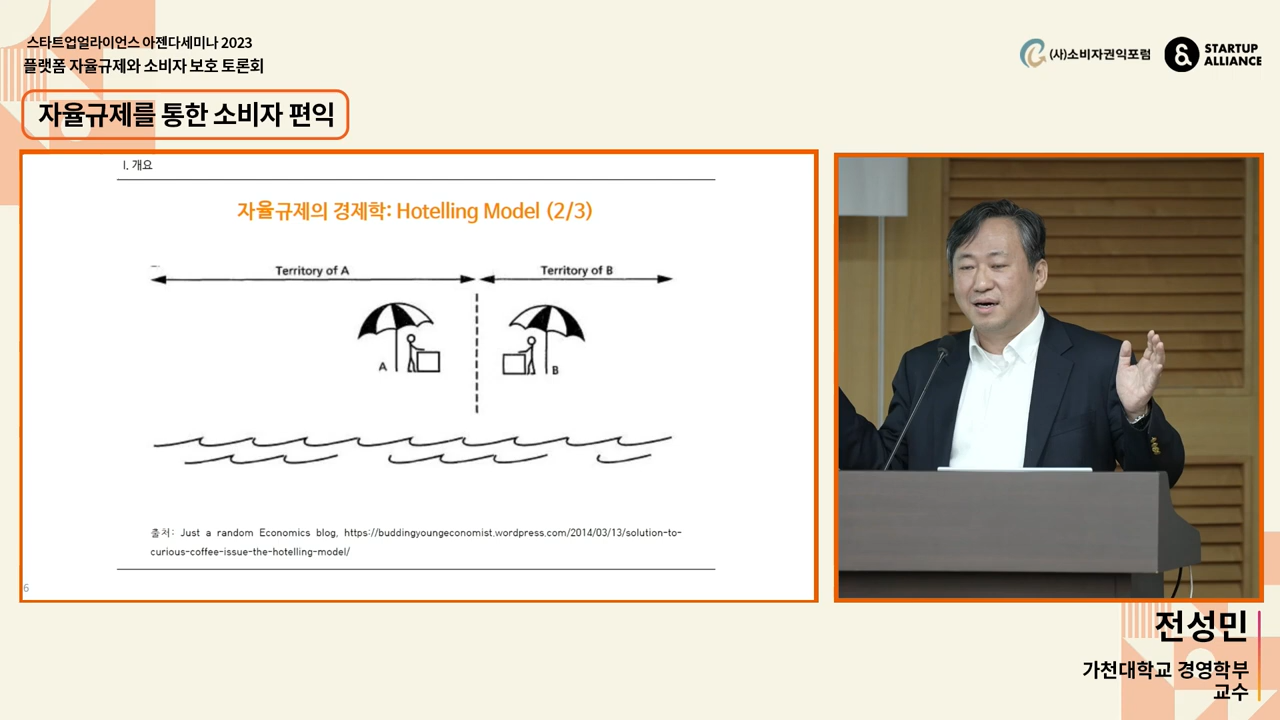 스타트업얼라이언스 아젠다세미나 2023
플랫폼 자율규제와 소비자 보호 토론회
(사)소비자권익포럼
&
STARTUP
ALLIANCE
자율규제를 통한 소비자 편익
I. 개요
자율규제의 경제학: Hotelling Model (2/3)
Territory of A
Territory of B
A
B
출처: Just a random Economics blog, https://buddingyoungeconomist.wordpress.com/2014/03/13/solution-to-
curious-coffee-issue-the-hotelling-model/
6
전성민
가천대학교 경영학부
교수